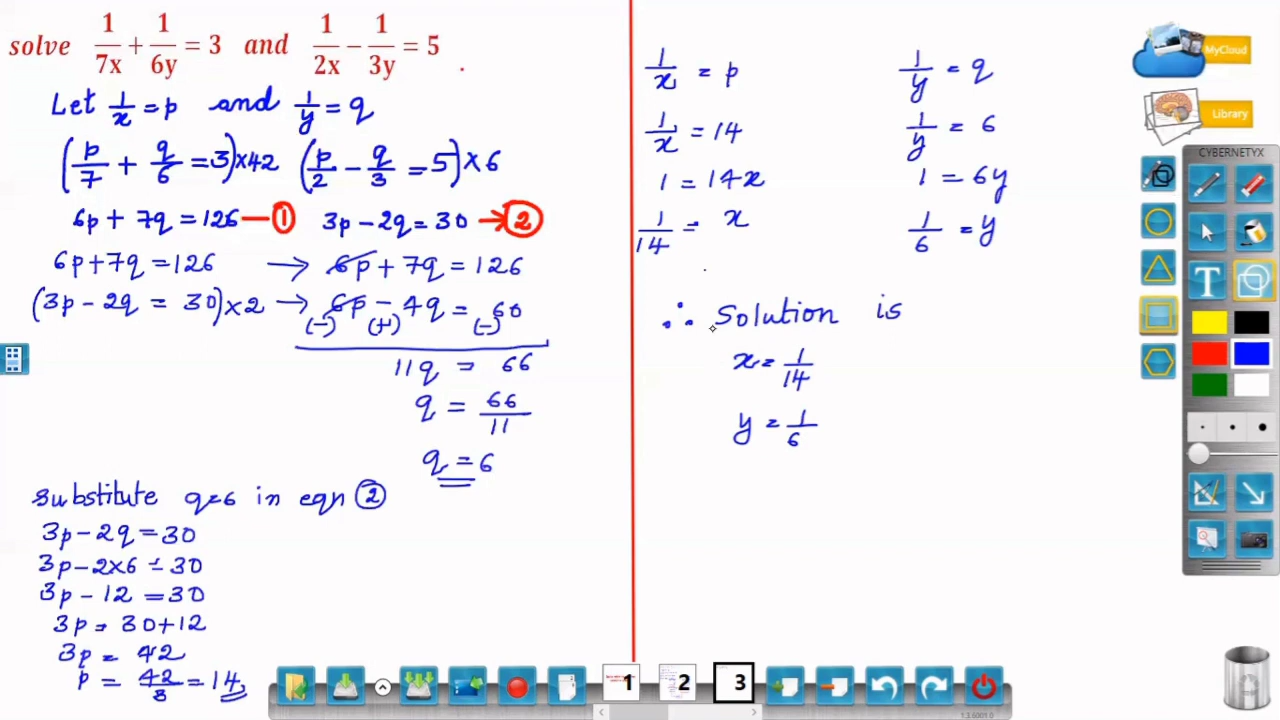 solve 1/7x + 1/6y = 3 and 1/2x − 1/3y = 5 .
Let 1/x = p and 1/y = q
(p/7 + q/6 = 3)×42 (p/2 − q/3 = 5)×6
6p + 7q = 126 — ① 3p − 2q = 30 → ②
6p+7q = 126 → 6p + 7q = 126
(3p − 2q = 30)×2 → 6p − 4q = 60
(−) (+) (−)
11q = 66
q = 66/11
q = 6
substitute q=6 in eqn ②
3p − 2q = 30
3p − 2×6 = 30
3p − 12 = 30
3p = 30+12
3p = 42
p = 42/3 = 14
1/x = p
1/x = 14
1 = 14x
1/14 = x
1/y = q
1/y = 6
1 = 6y
1/6 = y
∴ Solution is
x = 1/14
y = 1/6
MyCloud
Library
CYBERNETYX
T
1 2 3
1.3.6001.0